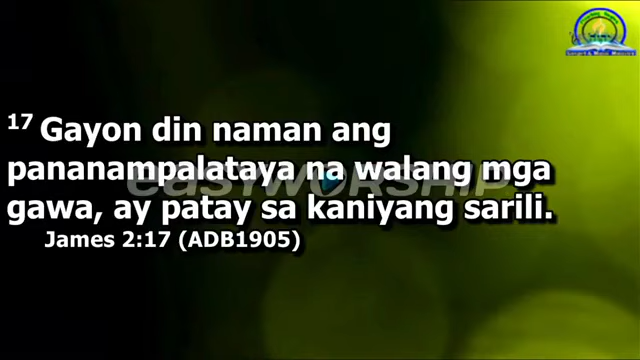 17 Gayon din naman ang
pananampalataya na walang mga
gawa, ay patay sa kaniyang sarili.
James 2:17 (ADB1905)
EASYWORSHIP